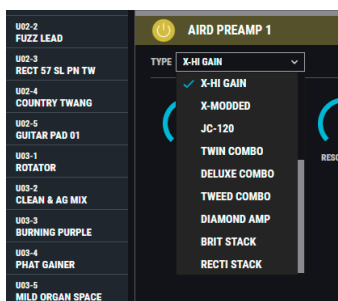 U02-2
FUZZ LEAD
U02-3
RECT 57 SL PN TW
U02-4
COUNTRY TWANG
U02-5
GUITAR PAD 01
U03-1
ROTATOR
U03-2
CLEAN & AG MIX
U03-3
BURNING PURPLE
U03-4
PHAT GAINER
U03-5
MILD ORGAN SPACE
AIRD PREAMP 1
TYPE X-HI GAIN
X-HI GAIN
X-MODDED
JC-120
TWIN COMBO
DELUXE COMBO
TWEED COMBO
DIAMOND AMP
BRIT STACK
RECTI STACK